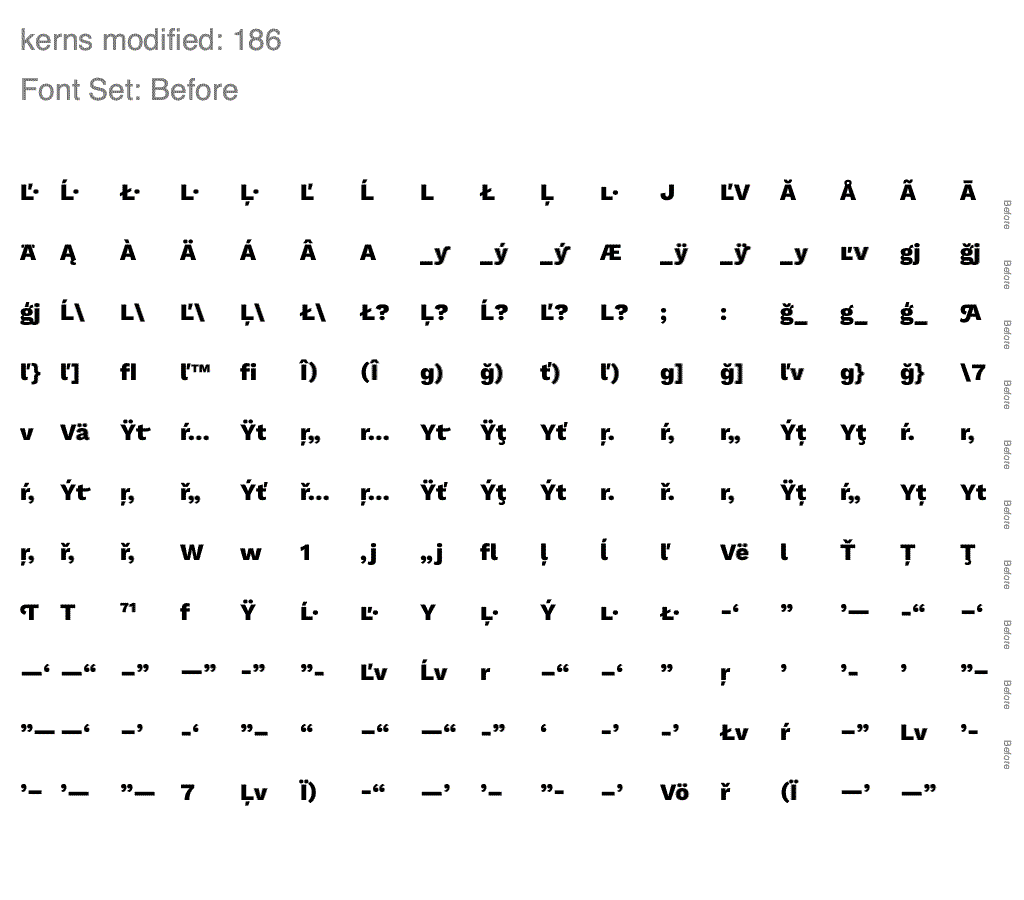 kerns modified: 186
Font Set: Before
Ľ· Ĺ· Ł· L· Ļ· Ľ Ĺ L Ł Ļ ʟ· J ĽV Ă Å Ã Ā
Before
A Ą À Ä Á Â A _y _ý _ý Æ _ÿ _ÿ _y ĽV gj ğj
Before
ģj Ĺ\ L\ Ľ\ Ļ\ Ł\ Ł? Ļ? Ĺ? Ľ? L? ; : ğ_ g_ ģ_ A
Before
ľ} ľ] fl ľ™ fi Î) (Î g) ğ) ť) ľ) g] ğ] ľv g} ğ} \7
Before
v Vä Ÿt ŕ… Ÿt ŗ„ r… Yt Ÿţ Yť ŗ. ŕ, r„ Ýț Yţ ŕ. r,
Before
ŕ, Ýt ŗ, ř„ Ýť ř… ŗ… Ÿť Ýţ Ýt r. ř. r, Ÿț ŕ„ Yț Yt
Before
ŗ, ř, ř, W w 1 ,j „j fl ļ ĺ ľ Vë l Ť Ț Ţ
Before
T T ⁷¹ f Ÿ Ĺ· Ľ· Y Ļ· Ý ʟ· Ł· -‘ ” ’— -“ –‘
Before
—‘ —“ –” —” -” ”- Ľv Ĺv r –“ –‘ ” ŗ ’ ’- ’ ”–
Before
”— —‘ –’ -‘ ”– “ –“ —“ -” ‘ -’ -’ Łv ŕ –” Lv ’-
Before
’– ’— ”— 7 Ļv Ï) -“ —’ ’– ”- –’ Vö ř (Ï —’ —”